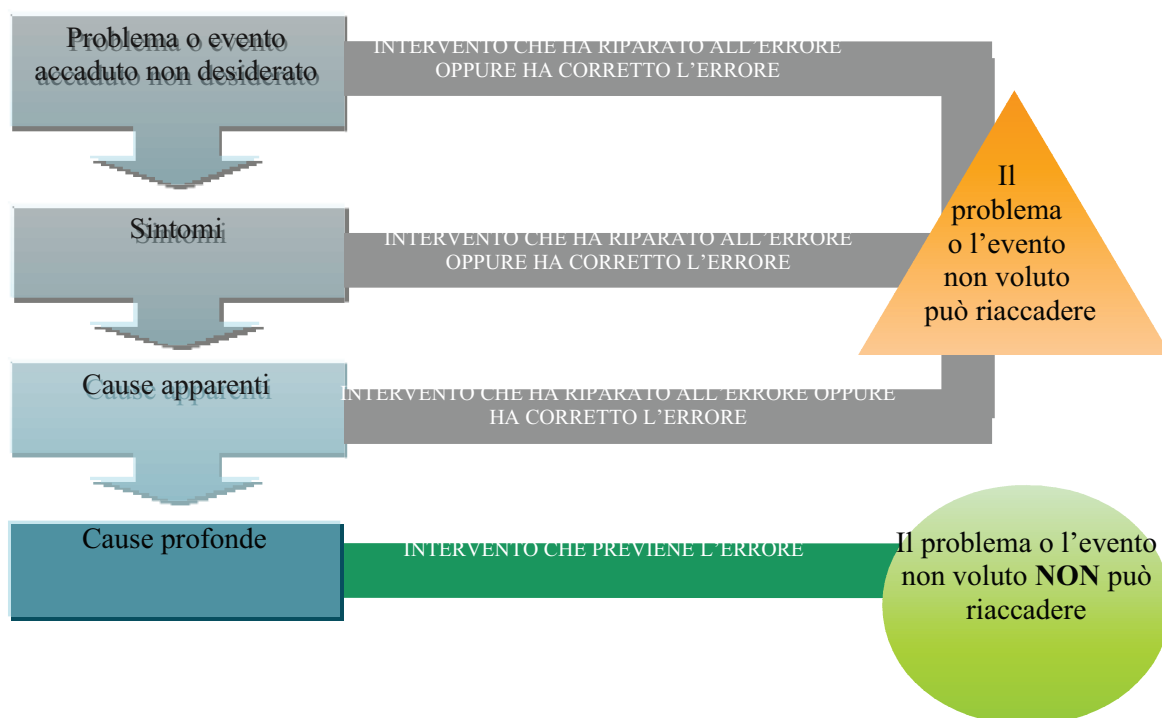 Problema o evento
accaduto non desiderato
INTERVENTO CHE HA RIPARATO ALL’ERRORE
OPPURE HA CORRETTO L’ERRORE
Il
problema
o l’evento
non voluto
può riaccadere
Sintomi
INTERVENTO CHE HA RIPARATO ALL’ERRORE
OPPURE HA CORRETTO L’ERRORE
Cause apparenti
INTERVENTO CHE HA RIPARATO ALL’ERRORE OPPURE
HA CORRETTO L’ERRORE
Cause profonde
INTERVENTO CHE PREVIENE L’ERRORE
Il problema o l’evento
non voluto NON può
riaccadere